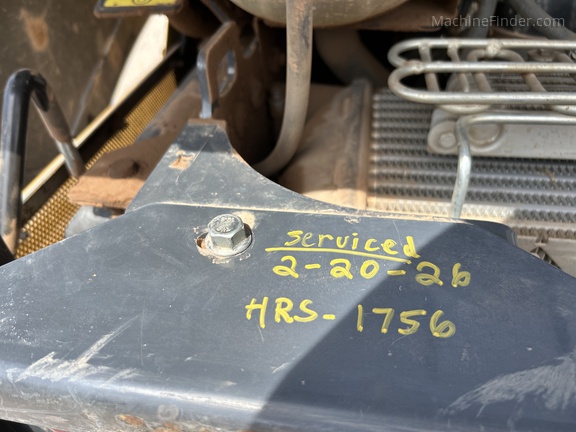 MachineFinder.com
serviced
2-20-26
HRS-1756